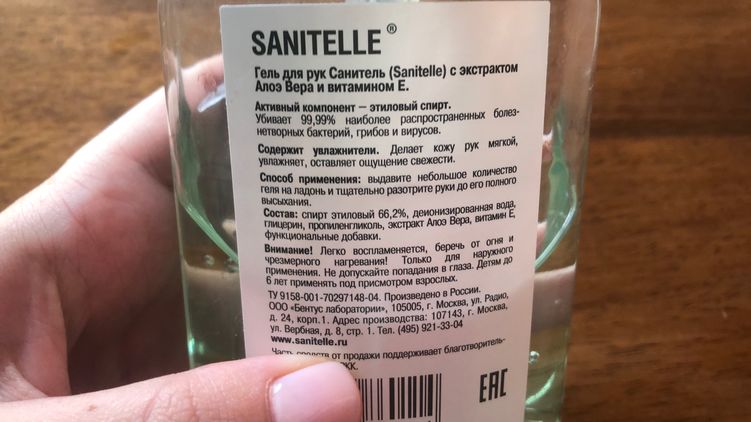 SANITELLE®
Гель для рук Санитель (Sanitelle) с экстрактом
Алоэ Вера и витамином Е.
Активный компонент — этиловый спирт.
Убивает 99,99% наиболее распространенных болез-
нетворных бактерий, грибов и вирусов.
Содержит увлажнители. Делает кожу рук мягкой,
увлажняет, оставляет ощущение свежести.
Способ применения: выдавите небольшое количество
геля на ладонь и тщательно разотрите руки до его полного
высыхания.
Состав: спирт этиловый 66,2%, деионизированная вода,
глицерин, пропиленгликоль, экстракт Алоэ Вера, витамин Е,
функциональные добавки.
Внимание! Легко воспламеняется, беречь от огня и
чрезмерного нагревания! Только для наружного
применения. Не допускайте попадания в глаза. Детям до
6 лет применять под присмотром взрослых.
ТУ 9158-001-70297148-04. Произведено в России.
ООО «Бентус лаборатории», 105005, г. Москва, ул. Радио,
д. 24, корп.1. Адрес производства: 107143, г. Москва,
ул. Вербная, д. 8, стр. 1. Тел. (495) 921-33-04
www.sanitelle.ru
Часть средств от продажи поддерживает благотворитель-
ЕАС